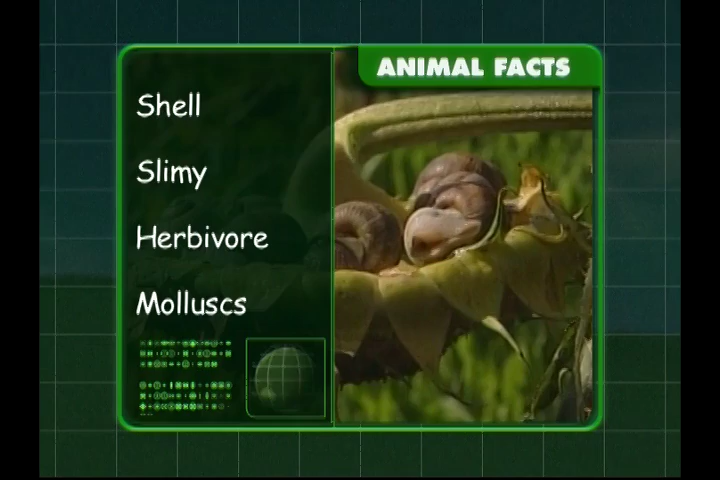 ANIMAL FACTS
Shell
Slimy
Herbivore
Molluscs